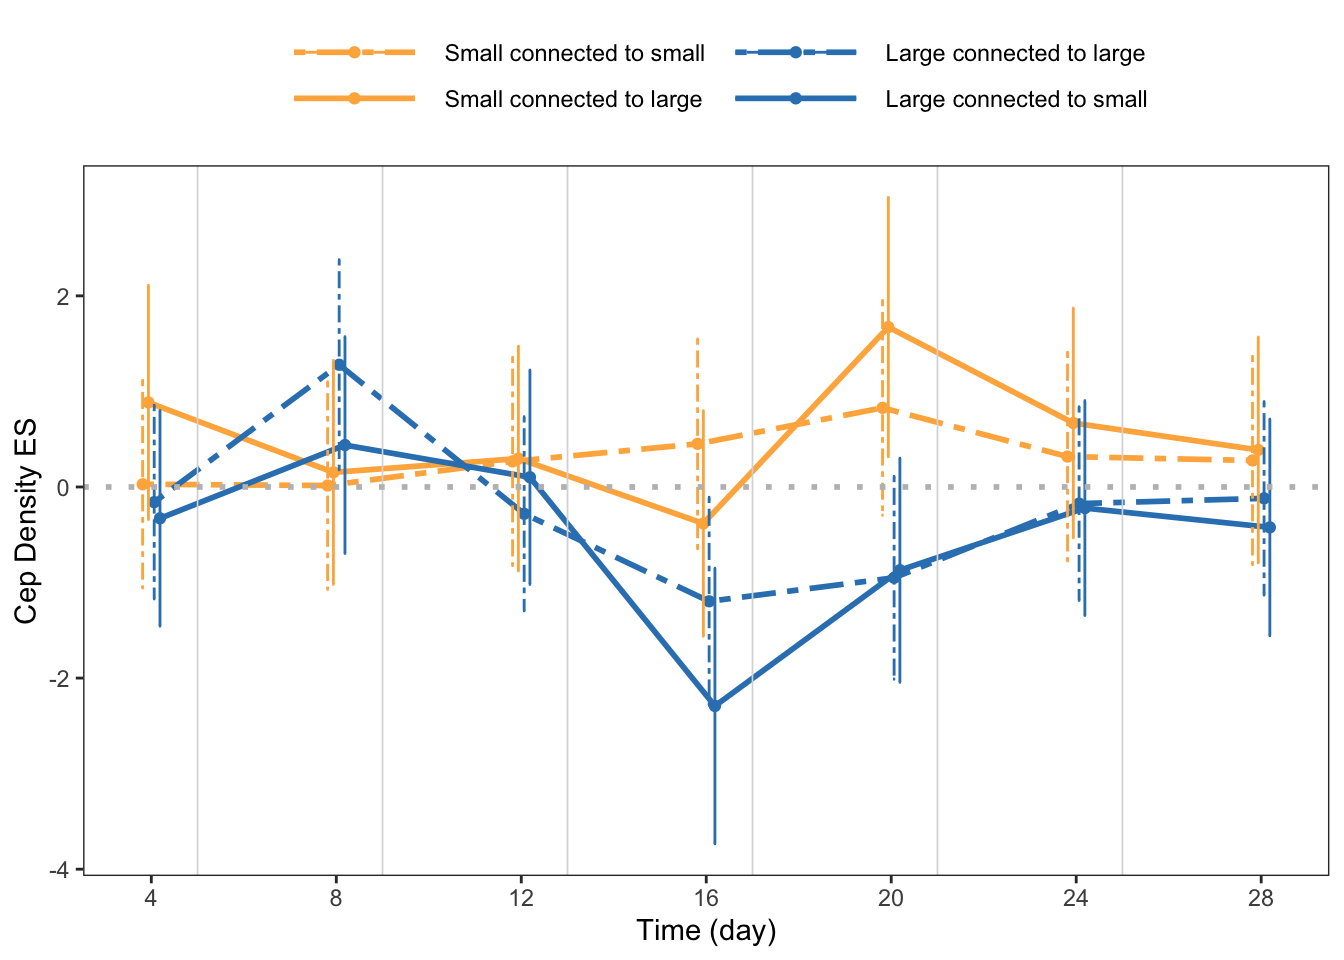 Small connected to small
Large connected to large
Small connected to large
Large connected to small
Cep Density ES
2
0
-2
-4
4 8 12 16 20 24 28
Time (day)